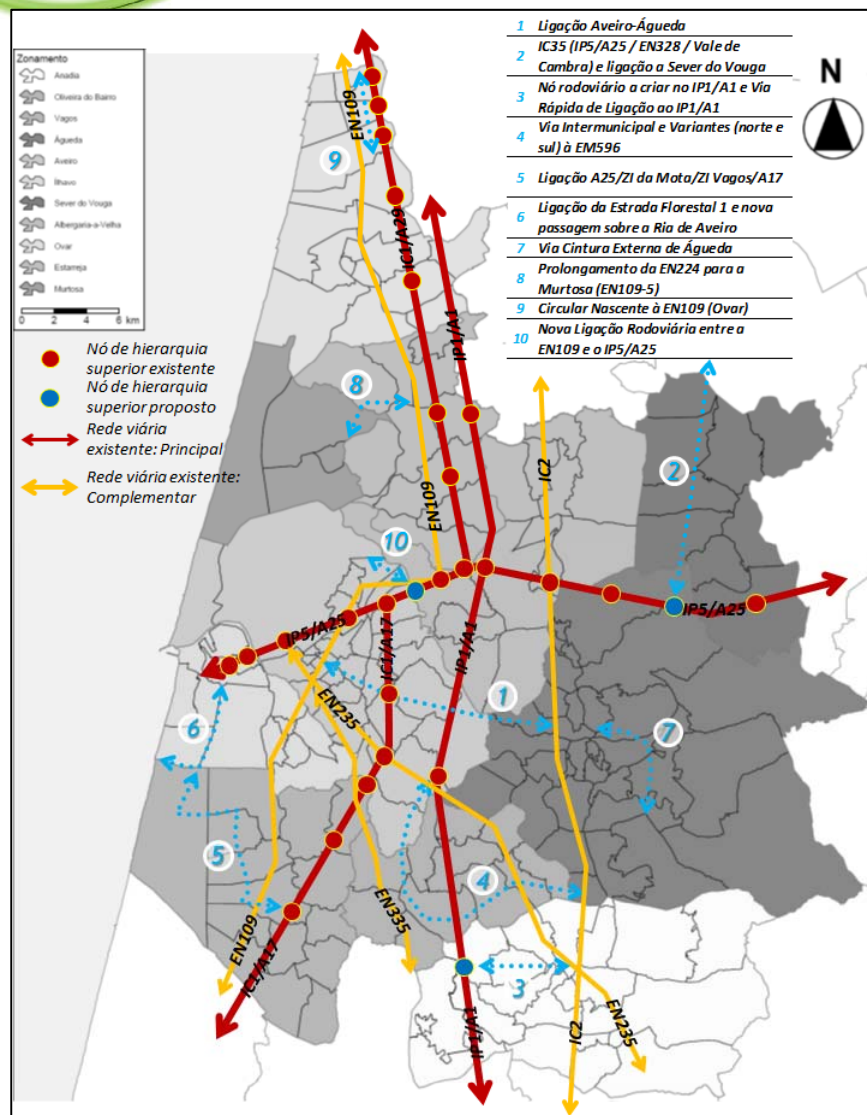 1 Ligação Aveiro-Águeda
2 IC35 (IP5/A25 / EN328 / Vale de
Cambra) e ligação a Sever do Vouga
3 Nó rodoviário a criar no IP1/A1 e Via
Rápida de Ligação ao IP1/A1
4 Via Intermunicipal e Variantes (norte e
sul) à EM596
5 Ligação A25/ZI da Mota/ZI Vagos/A17
6 Ligação da Estrada Florestal 1 e nova
passagem sobre a Ria de Aveiro
7 Via Cintura Externa de Águeda
8 Prolongamento da EN224 para a
Murtosa (EN109-5)
9 Circular Nascente à EN109 (Ovar)
10 Nova Ligação Rodoviária entre a
EN109 e o IP5/A25
N
Zonamento
Anadia
Oliveira do Bairro
Vagos
Águeda
Aveiro
Ílhavo
Sever do Vouga
Albergaria-a-Velha
Ovar
Estarreja
Murtosa
0 2 4 6 km
Nó de hierarquia
superior existente
Nó de hierarquia
superior proposto
Rede viária
existente: Principal
Rede viária existente:
Complementar
EN109
9
IC1/A29
IP1/A1
8
EN109
IC2
2
10
IP5/A25
IP5/A25
IC1/A17
IP1/A1
1
EN235
6
7
5
4
EN335
EN109
IC1/A17
3
IP1/A1
IC2
EN235